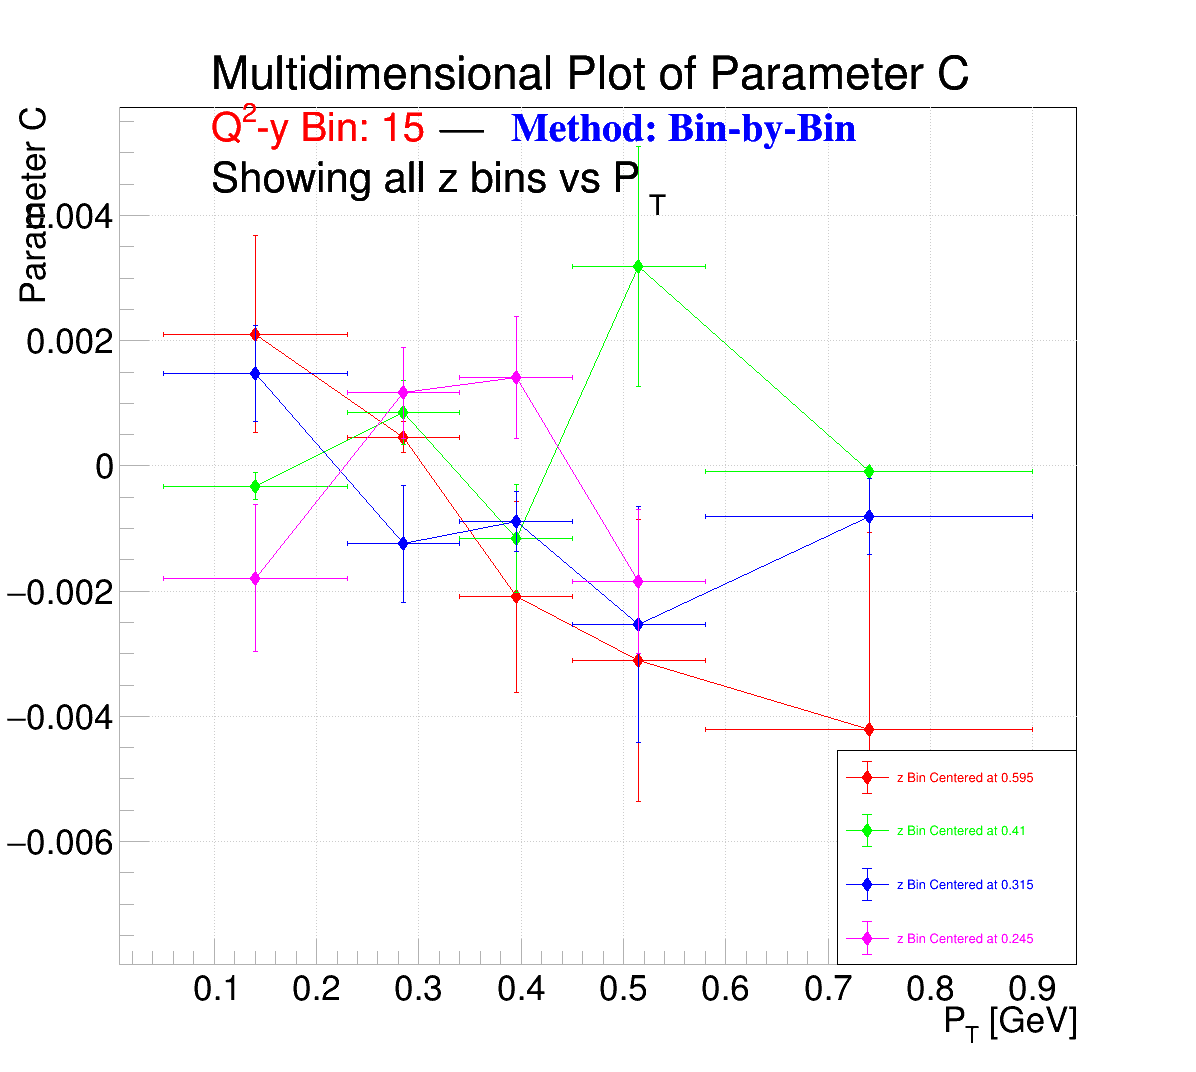 Multidimensional Plot of Parameter C
Q²-y Bin: 15 — Method: Bin-by-Bin
Showing all z bins vs P_T
Parameter C
0.004
0.002
0
−0.002
−0.004
−0.006
z Bin Centered at 0.595
z Bin Centered at 0.41
z Bin Centered at 0.315
z Bin Centered at 0.245
0.1 0.2 0.3 0.4 0.5 0.6 0.7 0.8 0.9
P_T [GeV]